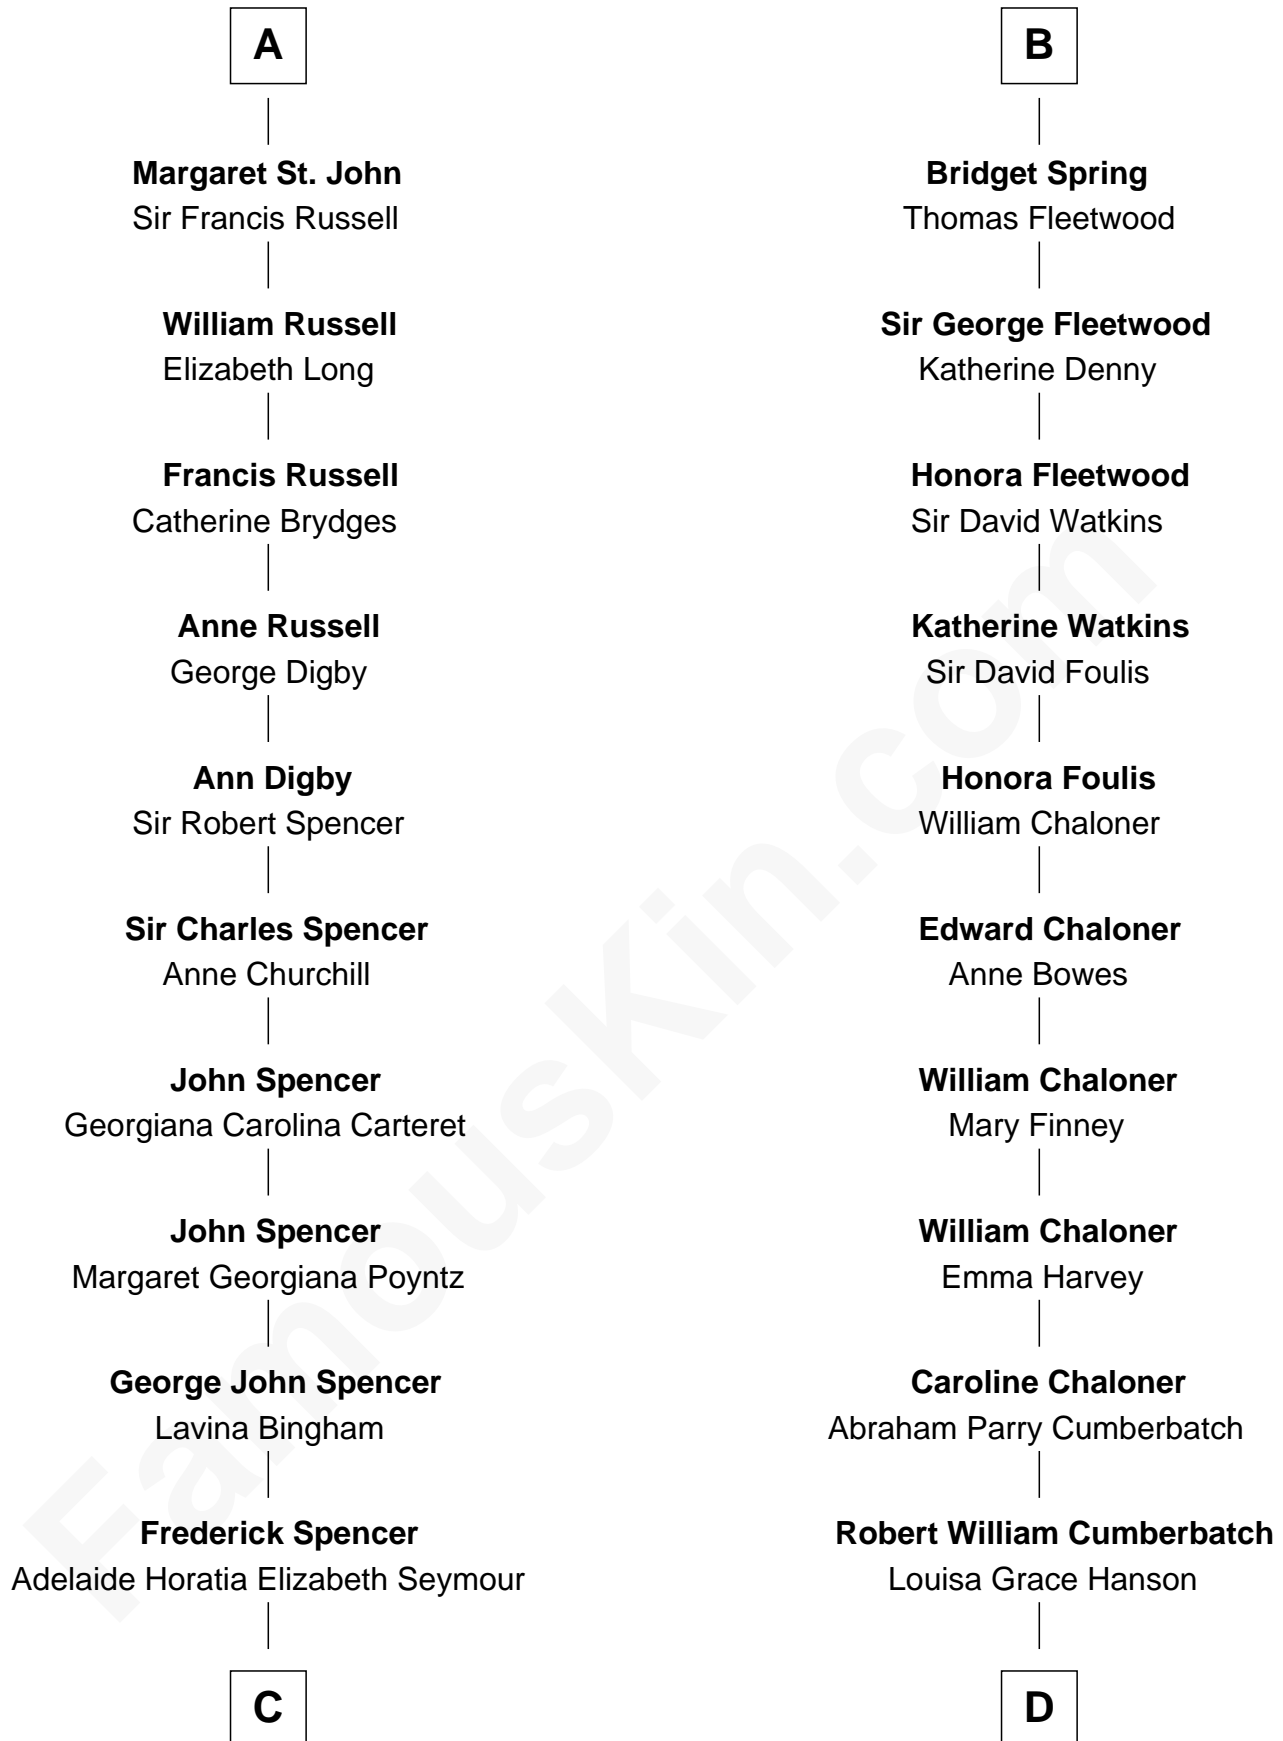 A
Margaret St. John
Sir Francis Russell
William Russell
Elizabeth Long
Francis Russell
Catherine Brydges
Anne Russell
George Digby
Ann Digby
Sir Robert Spencer
Sir Charles Spencer
Anne Churchill
John Spencer
Georgiana Carolina Carteret
John Spencer
Margaret Georgiana Poyntz
George John Spencer
Lavina Bingham
Frederick Spencer
Adelaide Horatia Elizabeth Seymour
C
B
Bridget Spring
Thomas Fleetwood
Sir George Fleetwood
Katherine Denny
Honora Fleetwood
Sir David Watkins
Katherine Watkins
Sir David Foulis
Honora Foulis
William Chaloner
Edward Chaloner
Anne Bowes
William Chaloner
Mary Finney
William Chaloner
Emma Harvey
Caroline Chaloner
Abraham Parry Cumberbatch
Robert William Cumberbatch
Louisa Grace Hanson
D
FamousKin.com